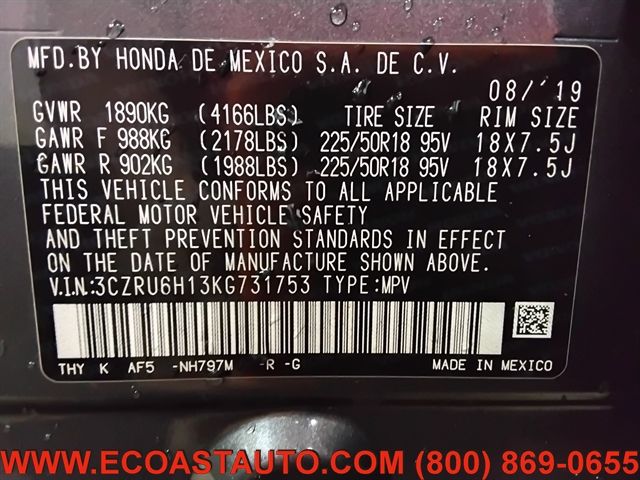 MFD.BY HONDA DE MEXICO S.A. DE C.V.
08/'19
GVWR 1890KG (4166LBS) TIRE SIZE RIM SIZE
GAWR F 988KG (2178LBS) 225/50R18 95V 18X7.5J
GAWR R 902KG (1988LBS) 225/50R18 95V 18X7.5J
THIS VEHICLE CONFORMS TO ALL APPLICABLE
FEDERAL MOTOR VEHICLE SAFETY
AND THEFT PREVENTION STANDARDS IN EFFECT
ON THE DATE OF MANUFACTURE SHOWN ABOVE.
V.I.N:3CZRU6H13KG731753 TYPE:MPV
THY K AF5 -NH797M -R -G MADE IN MEXICO
WWW.ECOASTAUTO.COM (800) 869-0655